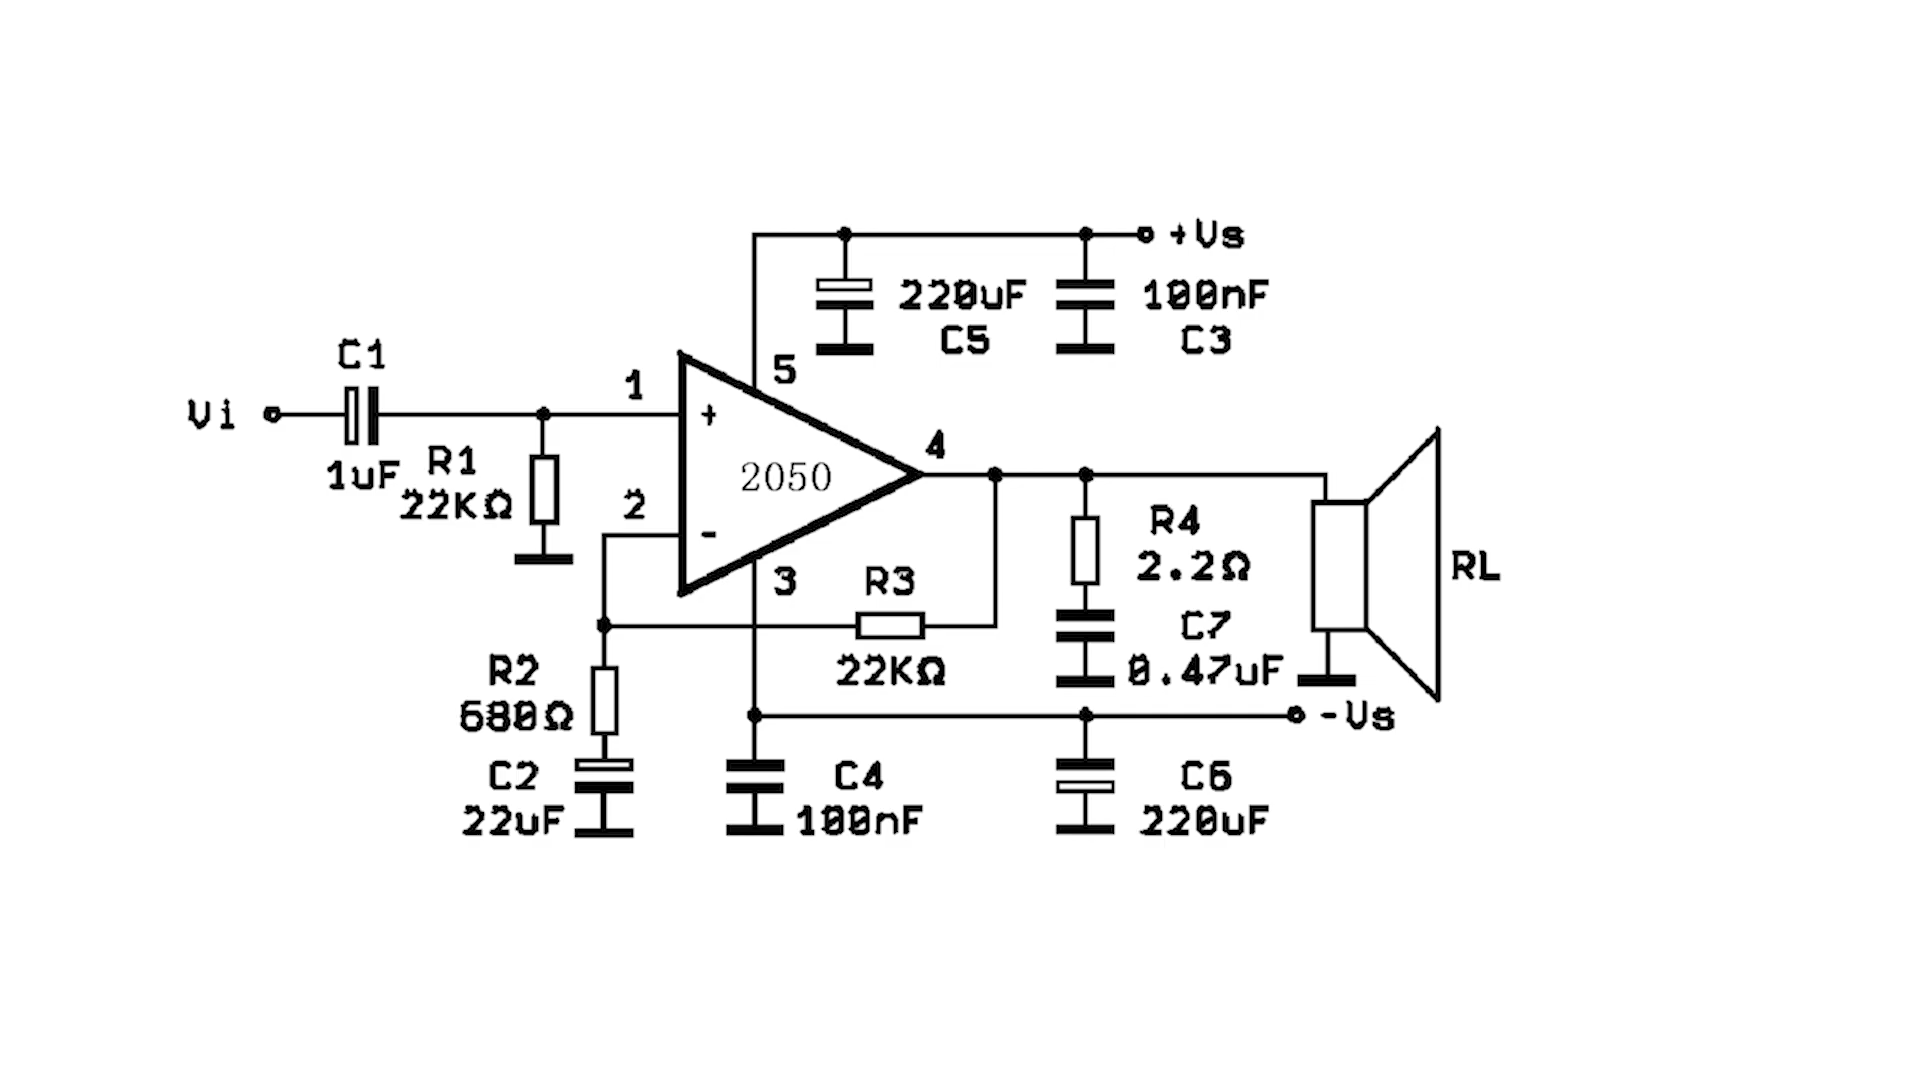 +Vs
220uF
100nF
C5
C3
C1
5
1
Vi
+
4
R1
1uF
2050
22KΩ
2
R4
-
2.2Ω
RL
3
R3
C7
22KΩ
0.47uF
R2
680Ω
-Vs
C2
C4
C6
22uF
100nF
220uF